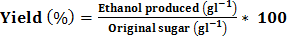 Yield (%) = Ethanol produced (gl⁻¹) / Original sugar (gl⁻¹) * 100